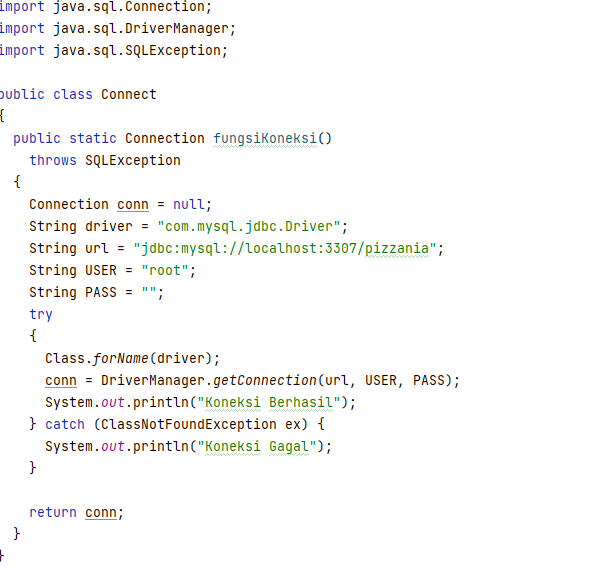 import java.sql.Connection;
import java.sql.DriverManager;
import java.sql.SQLException;

public class Connect
{
  public static Connection fungsiKoneksi()
    throws SQLException
  {
    Connection conn = null;
    String driver = "com.mysql.jdbc.Driver";
    String url = "jdbc:mysql://localhost:3307/pizzania";
    String USER = "root";
    String PASS = "";
    try
    {
      Class.forName(driver);
      conn = DriverManager.getConnection(url, USER, PASS);
      System.out.println("Koneksi Berhasil");
    } catch (ClassNotFoundException ex) {
      System.out.println("Koneksi Gagal");
    }

    return conn;
  }
}